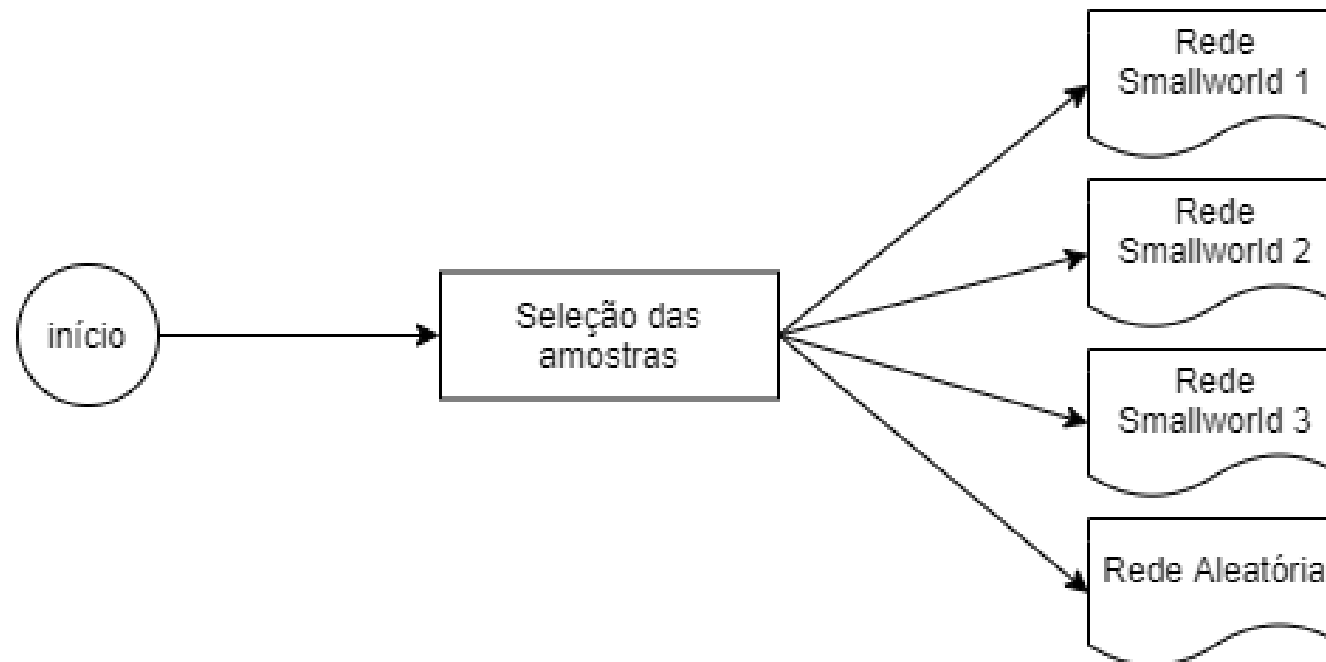 Rede
Smallworld 1
Rede
Smallworld 2
início
Seleção das
amostras
Rede
Smallworld 3
Rede Aleatória